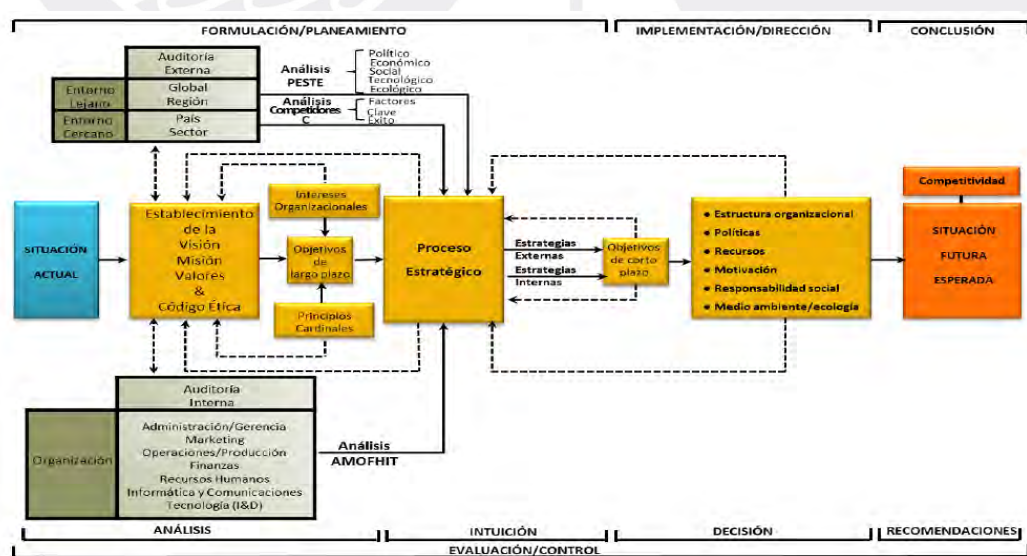 FORMULACIÓN/PLANEAMIENTO
IMPLEMENTACIÓN/DIRECCIÓN
CONCLUSIÓN
Auditoría
Externa
Entorno
Lejano
Global
Región
Entorno
Cercano
País
Sector
Análisis
PESTE
Político
Económico
Social
Tecnológico
Ecológico
Análisis
Competidores
C
Factores
Clave
Éxito
SITUACIÓN
ACTUAL
Establecimiento
de la
Visión
Misión
Valores
&
Código Ética
Intereses
Organizacionales
Objetivos
de
largo plazo
Principios
Cardinales
Proceso
Estratégico
Estrategias
Externas
Estrategias
Internas
Objetivos
de corto
plazo
• Estructura organizacional
• Políticas
• Recursos
• Motivación
• Responsabilidad social
• Medio ambiente/ecología
Competitividad
SITUACIÓN
FUTURA
ESPERADA
Auditoría
Interna
Organización
Administración/Gerencia
Marketing
Operaciones/Producción
Finanzas
Recursos Humanos
Informática y Comunicaciones
Tecnología (I&D)
Análisis
AMOFHIT
ANÁLISIS
INTUICIÓN
DECISIÓN
RECOMENDACIONES
EVALUACIÓN/CONTROL